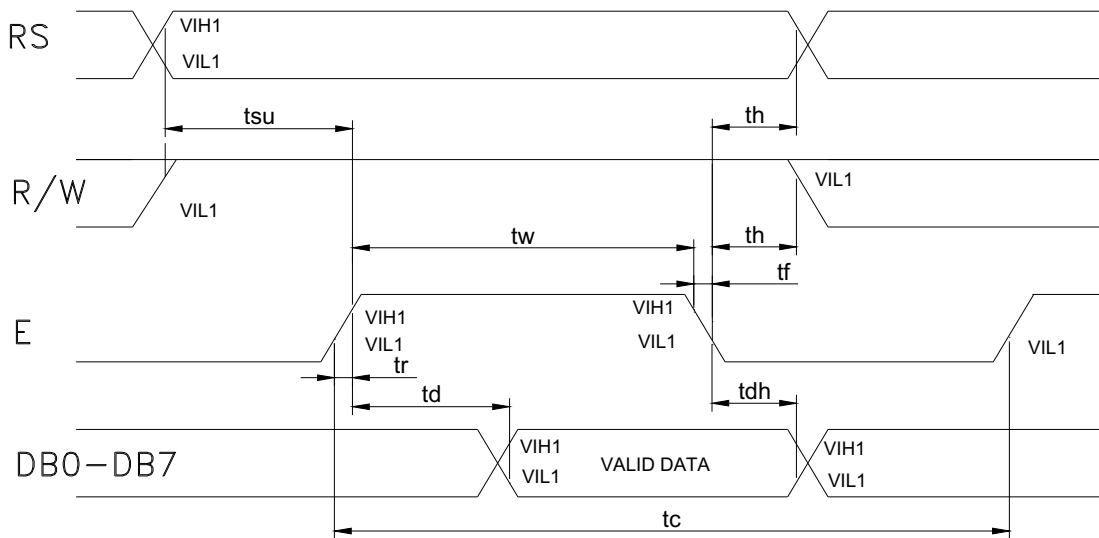 RS
VIH1
VIL1
tsu
th
R/W
VIL1
VIL1
tw
th
tf
E
VIH1
VIL1
VIH1
VIL1
VIL1
tr
td
tdh
DB0-DB7
VIH1
VIL1
VALID DATA
VIH1
VIL1
tc